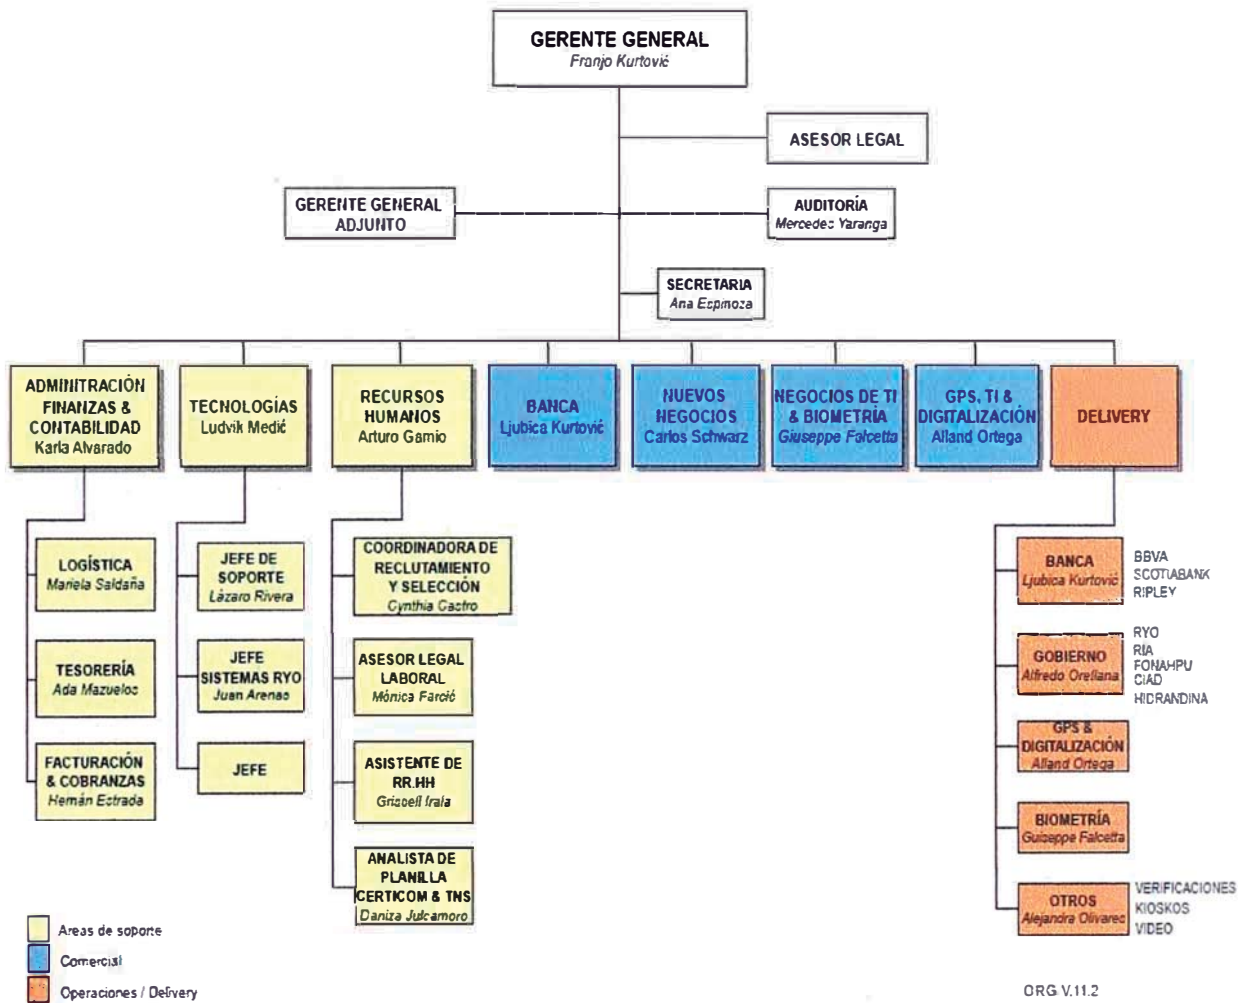 GERENTE GENERAL
Franjo Kurtović
ASESOR LEGAL
GERENTE GENERAL
ADJUNTO
AUDITORÍA
Mercedes Yaranga
SECRETARIA
Ana Espinoza
ADMINITRACIÓN
FINANZAS &
CONTABILIDAD
Karla Alvarado
TECNOLOGÍAS
Ludvik Medić
RECURSOS
HUMANOS
Arturo Gamio
BANCA
Ljubica Kurtović
NUEVOS
NEGOCIOS
Carlos Schwarz
NEGOCIOS DE TI
& BIOMETRÍA
Giuseppe Falcetta
GPS, TI &
DIGITALIZACIÓN
Alland Ortega
DELIVERY
LOGÍSTICA
Mariela Saldaña
TESORERÍA
Ada Mazuelos
FACTURACIÓN
& COBRANZAS
Hernán Estrada
JEFE DE
SOPORTE
Lázaro Rivera
JEFE
SISTEMAS RYO
Juan Arenas
JEFE
COORDINADORA DE
RECLUTAMIENTO
Y SELECCIÓN
Cynthia Castro
ASESOR LEGAL
LABORAL
Mónica Farcić
ASISTENTE DE
RR.HH
Griscell Irala
ANALISTA DE
PLANILLA
CERTICOM & TNS
Daniza Julcamoro
BANCA
Ljubica Kurtović
BBVA
SCOTIABANK
RIPLEY
GOBIERNO
Alfredo Orellana
RYO
RIA
FONAHPU
CIAD
HIDRANDINA
GPS &
DIGITALIZACIÓN
Alland Ortega
BIOMETRÍA
Guiseppe Falcetta
OTROS
Alejandra Olivares
VERIFICACIONES
KIOSKOS
VIDEO
Areas de soporte
Comercial
Operaciones / Delivery
ORG V.11.2